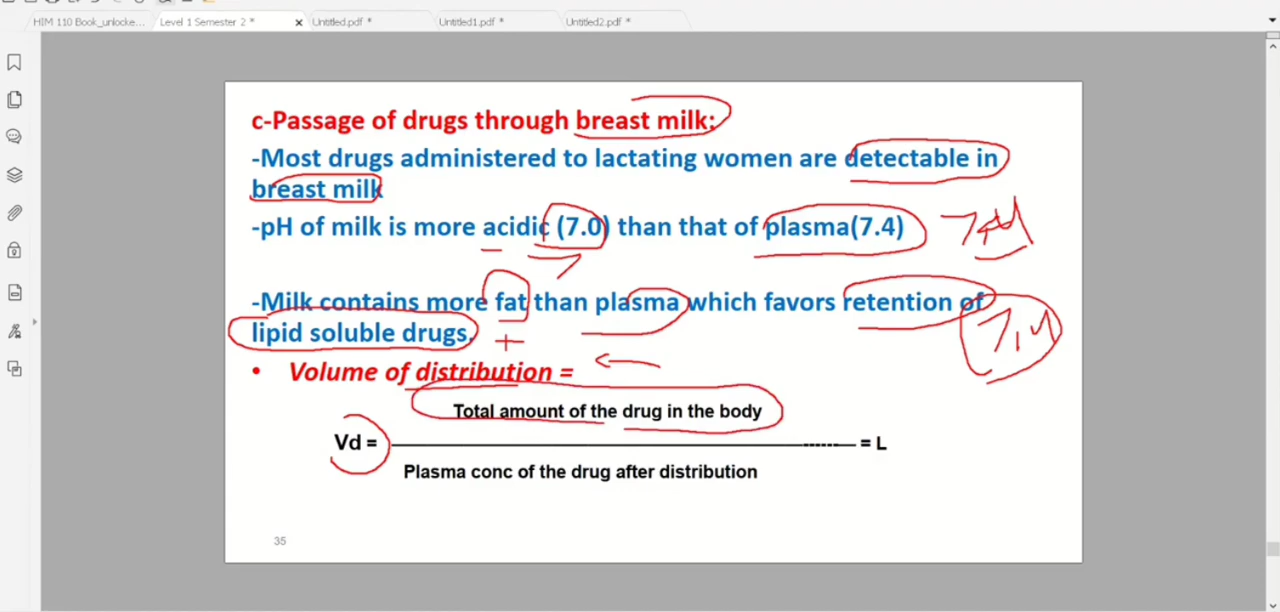 HIM 110 Book_unlocke... Level 1 Semester 2 * Untitled.pdf * Untitled1.pdf * Untitled2.pdf *
c-Passage of drugs through breast milk:
-Most drugs administered to lactating women are detectable in
breast milk
-pH of milk is more acidic (7.0) than that of plasma(7.4)
-Milk contains more fat than plasma which favors retention of
7,4
lipid soluble drugs.
+
• Volume of distribution =
Total amount of the drug in the body
Vd = = L
Plasma conc of the drug after distribution
35